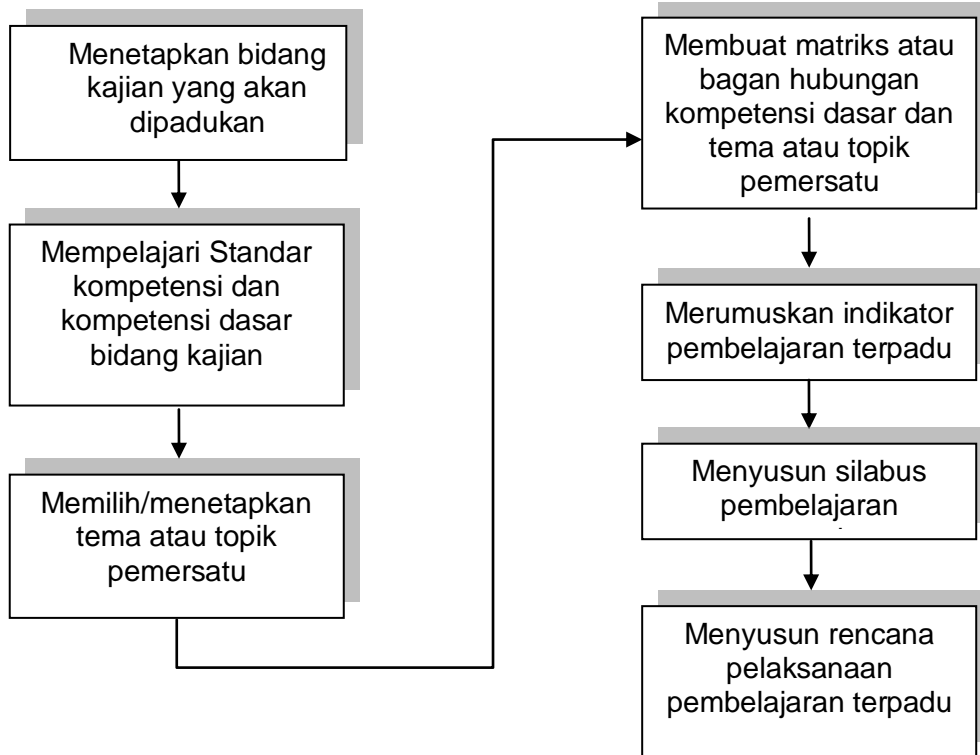 Menetapkan bidang
kajian yang akan
dipadukan
Mempelajari Standar
kompetensi dan
kompetensi dasar
bidang kajian
Memilih/menetapkan
tema atau topik
pemersatu
Membuat matriks atau
bagan hubungan
kompetensi dasar dan
tema atau topik
pemersatu
Merumuskan indikator
pembelajaran terpadu
Menyusun silabus
pembelajaran
Menyusun rencana
pelaksanaan
pembelajaran terpadu